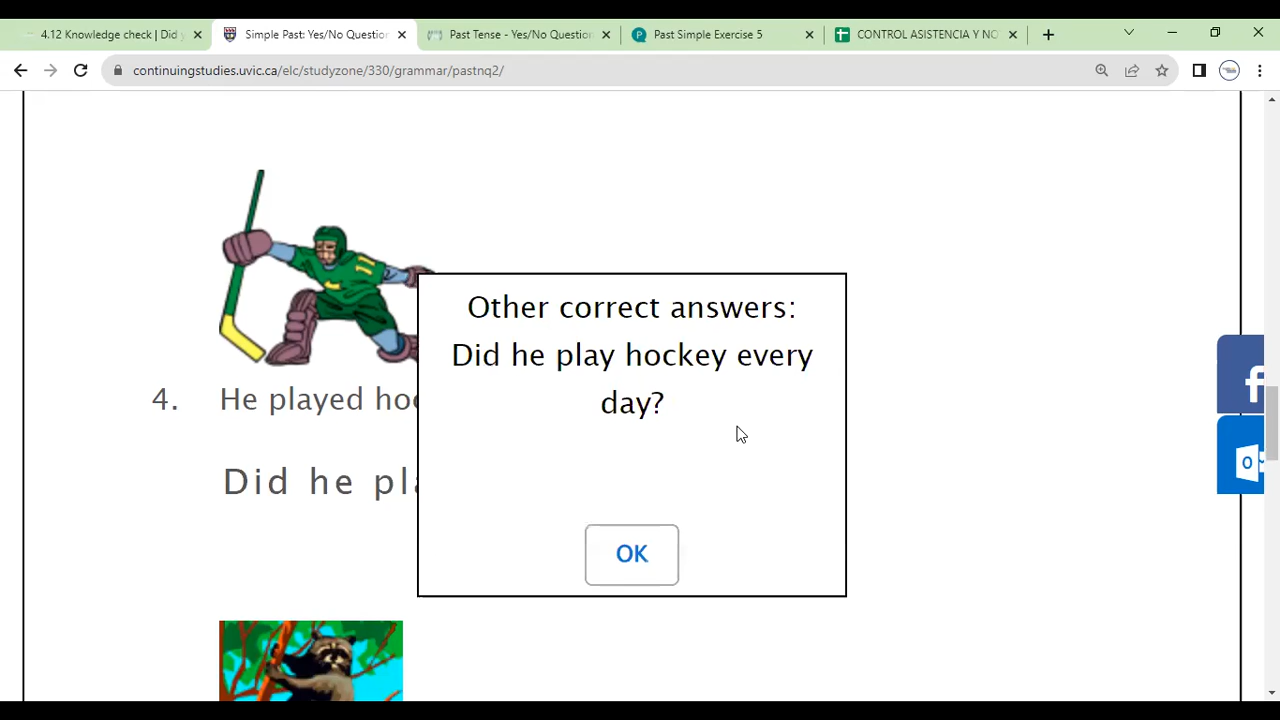 4.12 Knowledge check | Did y
Simple Past: Yes/No Question
Past Tense - Yes/No Question
Past Simple Exercise 5
CONTROL ASISTENCIA Y NO
continuingstudies.uvic.ca/elc/studyzone/330/grammar/pastnq2/
11
Other correct answers:
Did he play hockey every
day?
4. He played hoc
Did he pla
OK